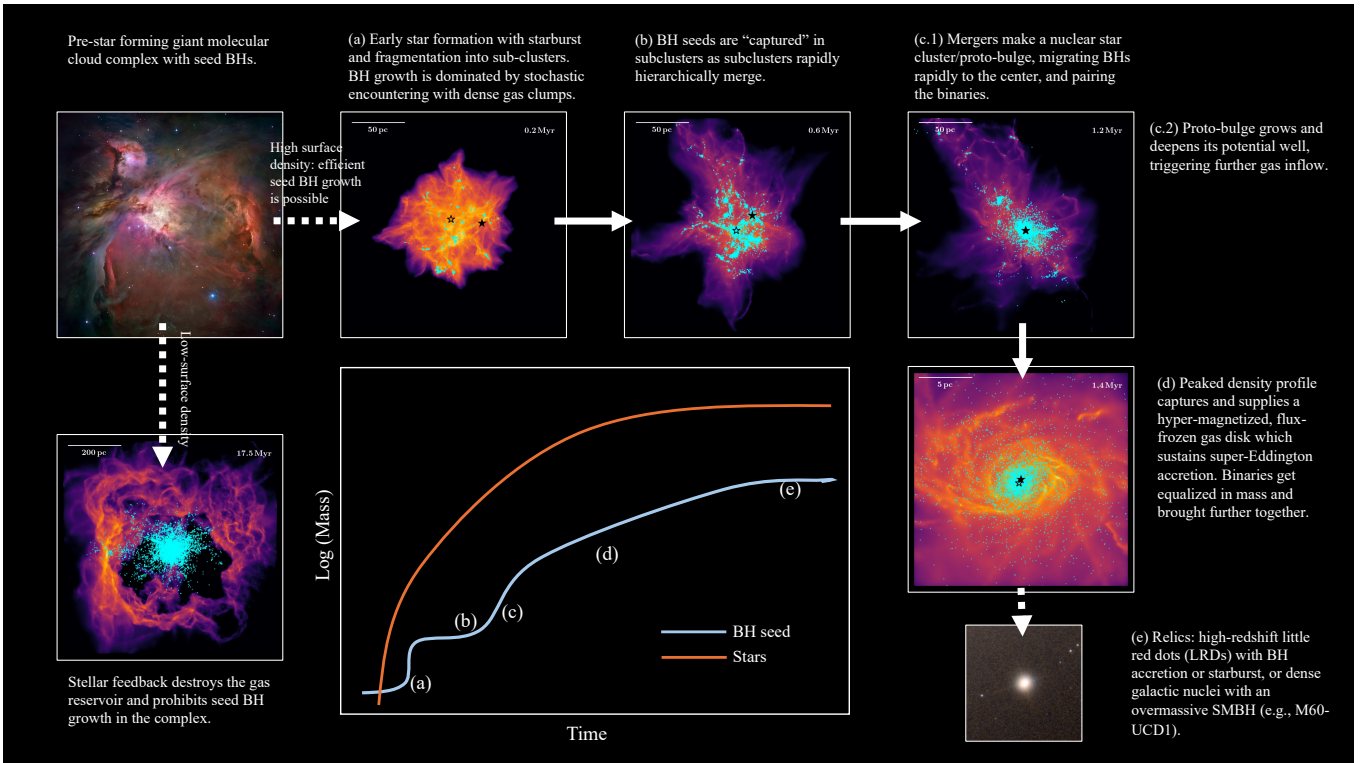 Pre-star forming giant molecular
cloud complex with seed BHs.
(a) Early star formation with starburst
and fragmentation into sub-clusters.
BH growth is dominated by stochastic
encountering with dense gas clumps.
(b) BH seeds are “captured” in
subclusters as subclusters rapidly
hierarchically merge.
(c.1) Mergers make a nuclear star
cluster/proto-bulge, migrating BHs
rapidly to the center, and pairing
the binaries.
50 pc
0.2 Myr
50 pc
0.6 Myr
50 pc
1.2 Myr
(c.2) Proto-bulge grows and
deepens its potential well,
triggering further gas inflow.
High surface
density: efficient
seed BH growth
is possible
Low-surface density
200 pc
17.5 Myr
Stellar feedback destroys the gas
reservoir and prohibits seed BH
growth in the complex.
Log (Mass)
(a)
(b)
(c)
(d)
(e)
BH seed
Stars
Time
5 pc
1.4 Myr
(d) Peaked density profile
captures and supplies a
hyper-magnetized, flux-
frozen gas disk which
sustains super-Eddington
accretion. Binaries get
equalized in mass and
brought further together.
(e) Relics: high-redshift little
red dots (LRDs) with BH
accretion or starburst, or dense
galactic nuclei with an
overmassive SMBH (e.g., M60-
UCD1).